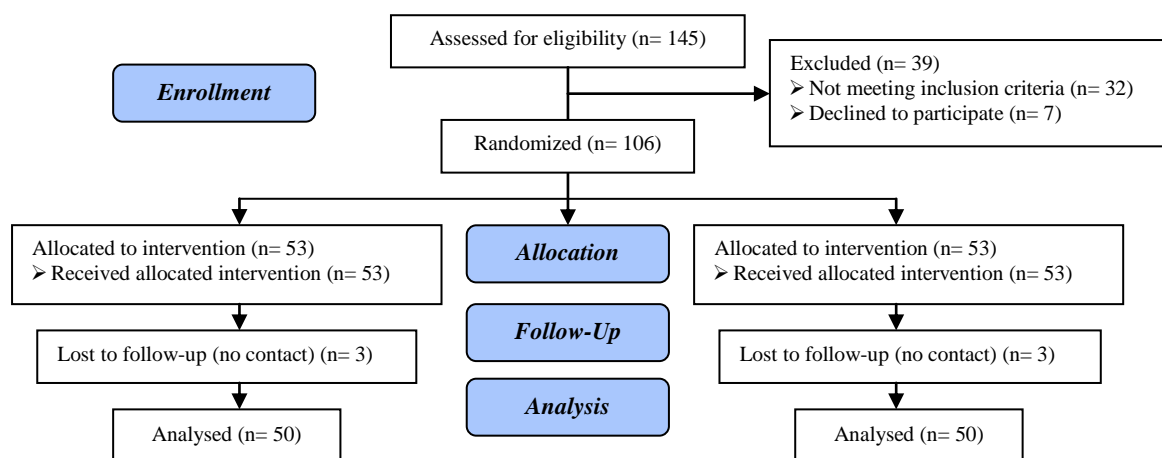 Assessed for eligibility (n= 145)
Excluded (n= 39)
➢ Not meeting inclusion criteria (n= 32)
➢ Declined to participate (n= 7)
Enrollment
Randomized (n= 106)
Allocated to intervention (n= 53)
➢ Received allocated intervention (n= 53)
Allocation
Allocated to intervention (n= 53)
➢ Received allocated intervention (n= 53)
Lost to follow-up (no contact) (n= 3)
Follow-Up
Lost to follow-up (no contact) (n= 3)
Analysed (n= 50)
Analysis
Analysed (n= 50)